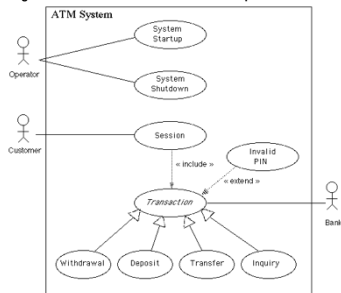 ATM System
System
Startup
Operator
System
Shutdown
Customer
Session
« include »
Invalid
PIN
« extend »
Transaction
Bank
Withdrawal
Deposit
Transfer
Inquiry